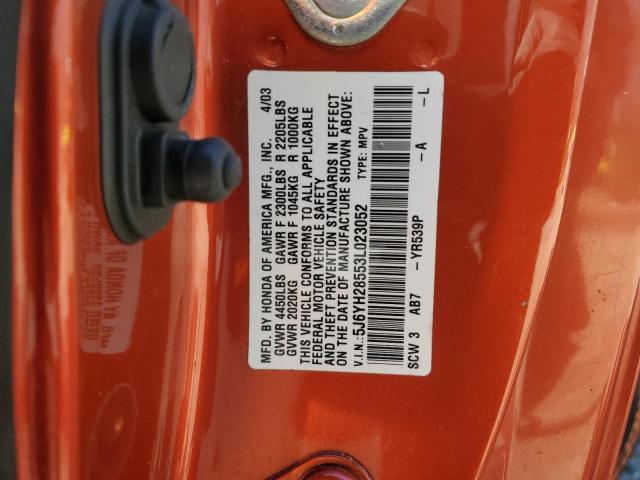 MFD. BY HONDA OF AMERICA MFG., INC. 4/03
GVWR 4450LBS GAWR F 2300LBS R 2205LBS
GVWR 2020KG GAWR F 1045KG R 1000KG
THIS VEHICLE CONFORMS TO ALL APPLICABLE
FEDERAL MOTOR VEHICLE SAFETY
AND THEFT PREVENTION STANDARDS IN EFFECT
ON THE DATE OF MANUFACTURE SHOWN ABOVE:
V.I.N.: 5J6YH28553L023052 TYPE: MPV
SCW 3 AB7 -YR539P -A -L